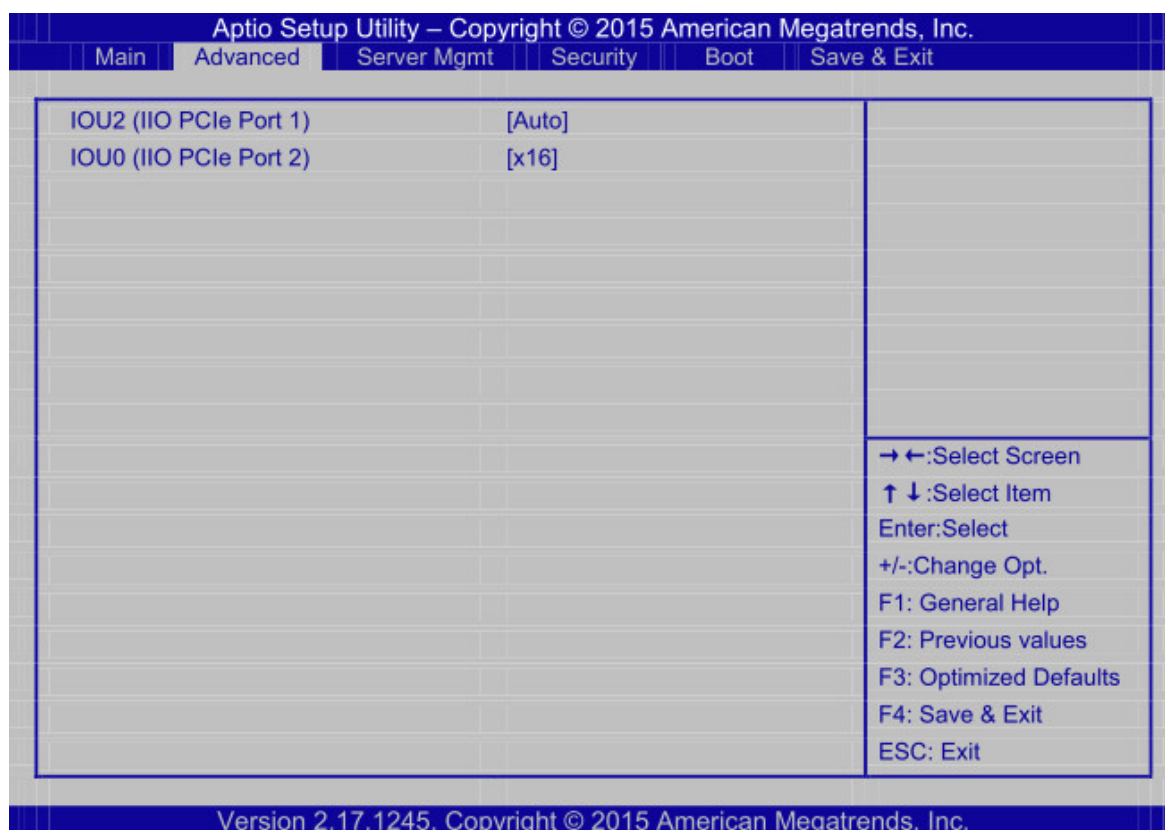 Aptio Setup Utility – Copyright © 2015 American Megatrends, Inc.
Main Advanced Server Mgmt Security Boot Save & Exit
IOU2 (IIO PCIe Port 1) [Auto]
IOU0 (IIO PCIe Port 2) [x16]
→←:Select Screen
↑↓:Select Item
Enter:Select
+/-:Change Opt.
F1: General Help
F2: Previous values
F3: Optimized Defaults
F4: Save & Exit
ESC: Exit
Version 2.17.1245. Copyright © 2015 American Megatrends, Inc.